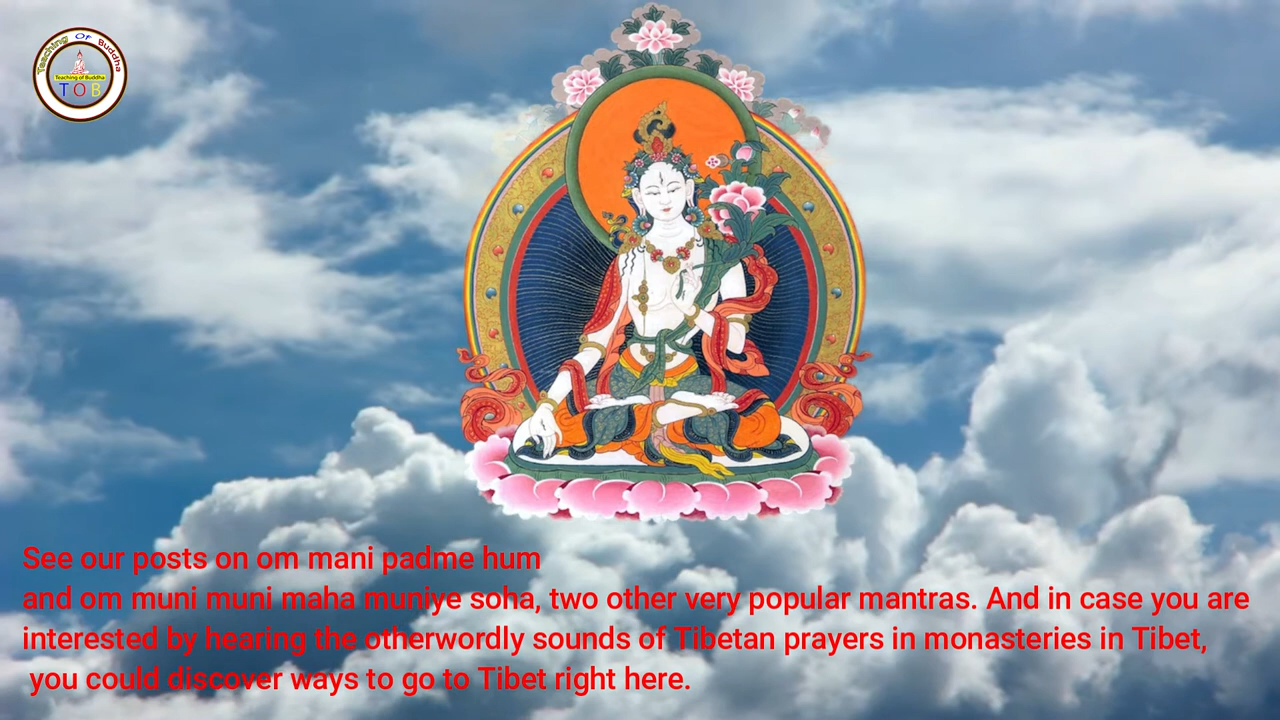 Teaching Of Buddha
Teaching of Buddha
T O B
See our posts on om mani padme hum
and om muni muni maha muniye soha, two other very popular mantras. And in case you are
interested by hearing the otherwordly sounds of Tibetan prayers in monasteries in Tibet,
you could discover ways to go to Tibet right here.